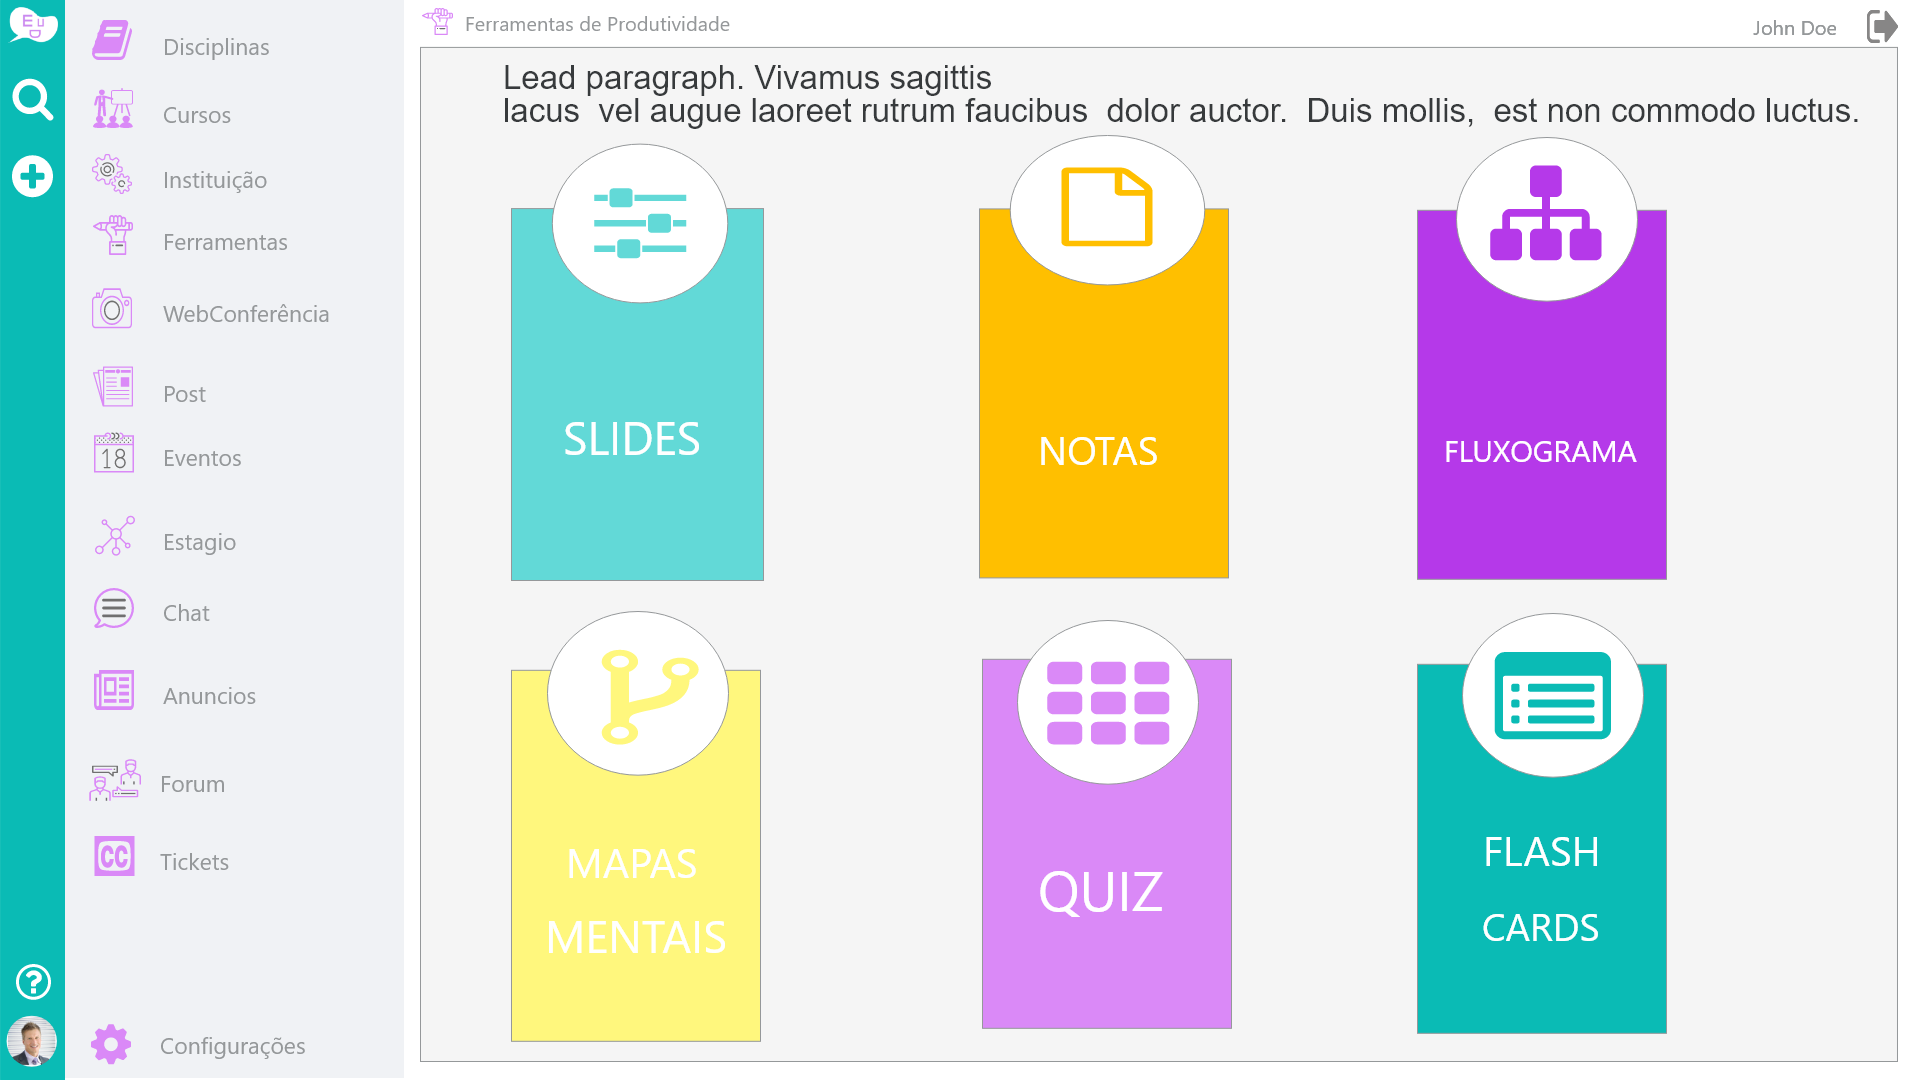 EUD
Disciplinas
Cursos
Instituição
Ferramentas
WebConferência
Post
18
Eventos
Estagio
Chat
Anuncios
Forum
CC
Tickets
Configurações
Ferramentas de Produtividade
John Doe
Lead paragraph. Vivamus sagittis
lacus vel augue laoreet rutrum faucibus dolor auctor. Duis mollis, est non commodo luctus.
SLIDES
NOTAS
FLUXOGRAMA
MAPAS
MENTAIS
QUIZ
FLASH
CARDS